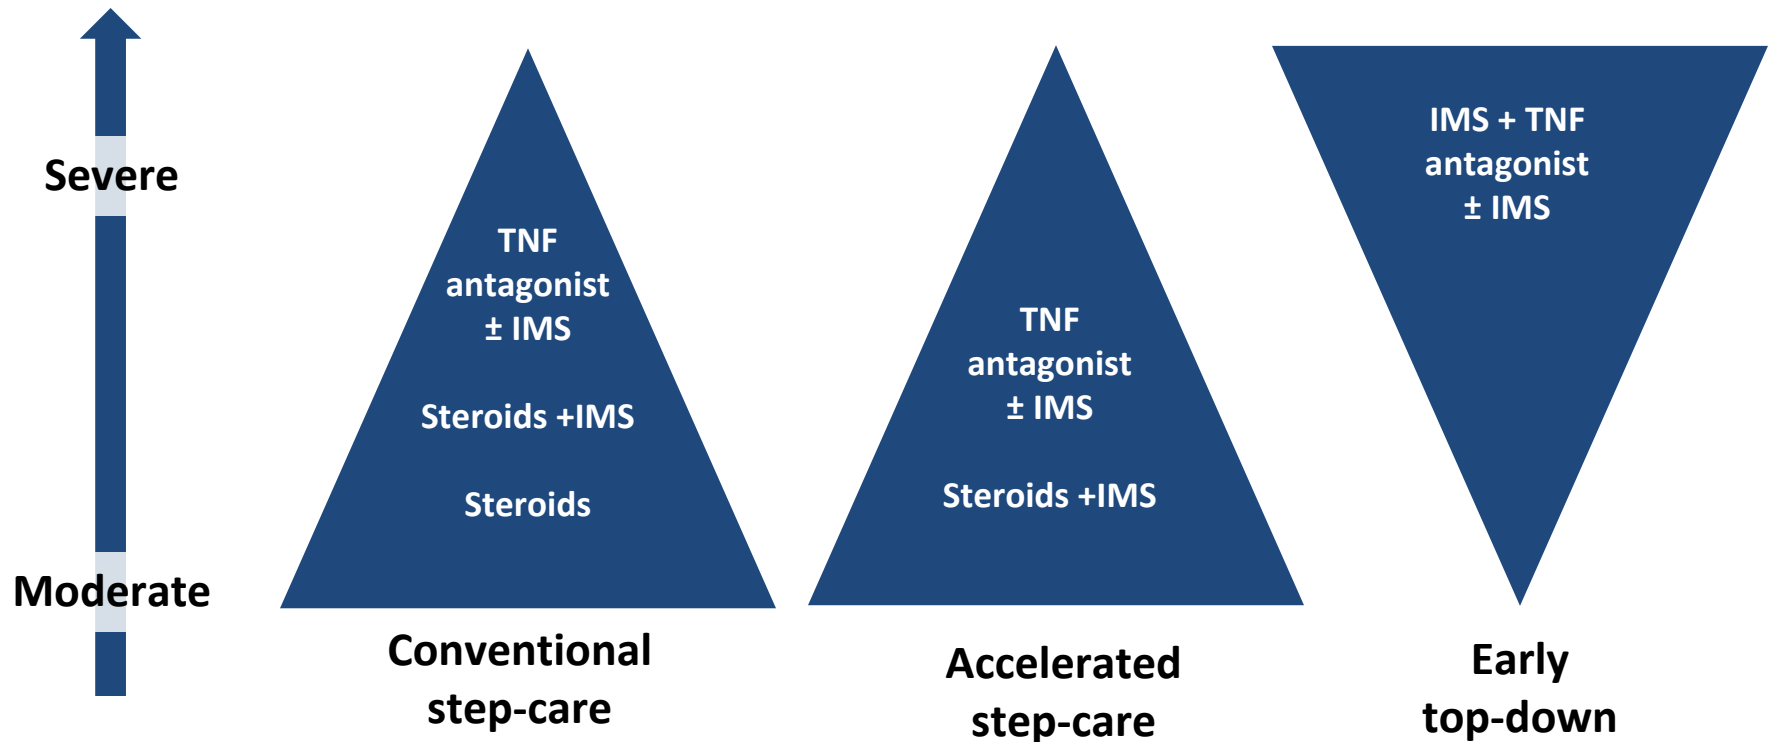 Severe
Moderate
TNF
antagonist
± IMS
Steroids +IMS
Steroids
Conventional
step-care
TNF
antagonist
± IMS
Steroids +IMS
Accelerated
step-care
IMS + TNF
antagonist
± IMS
Early
top-down